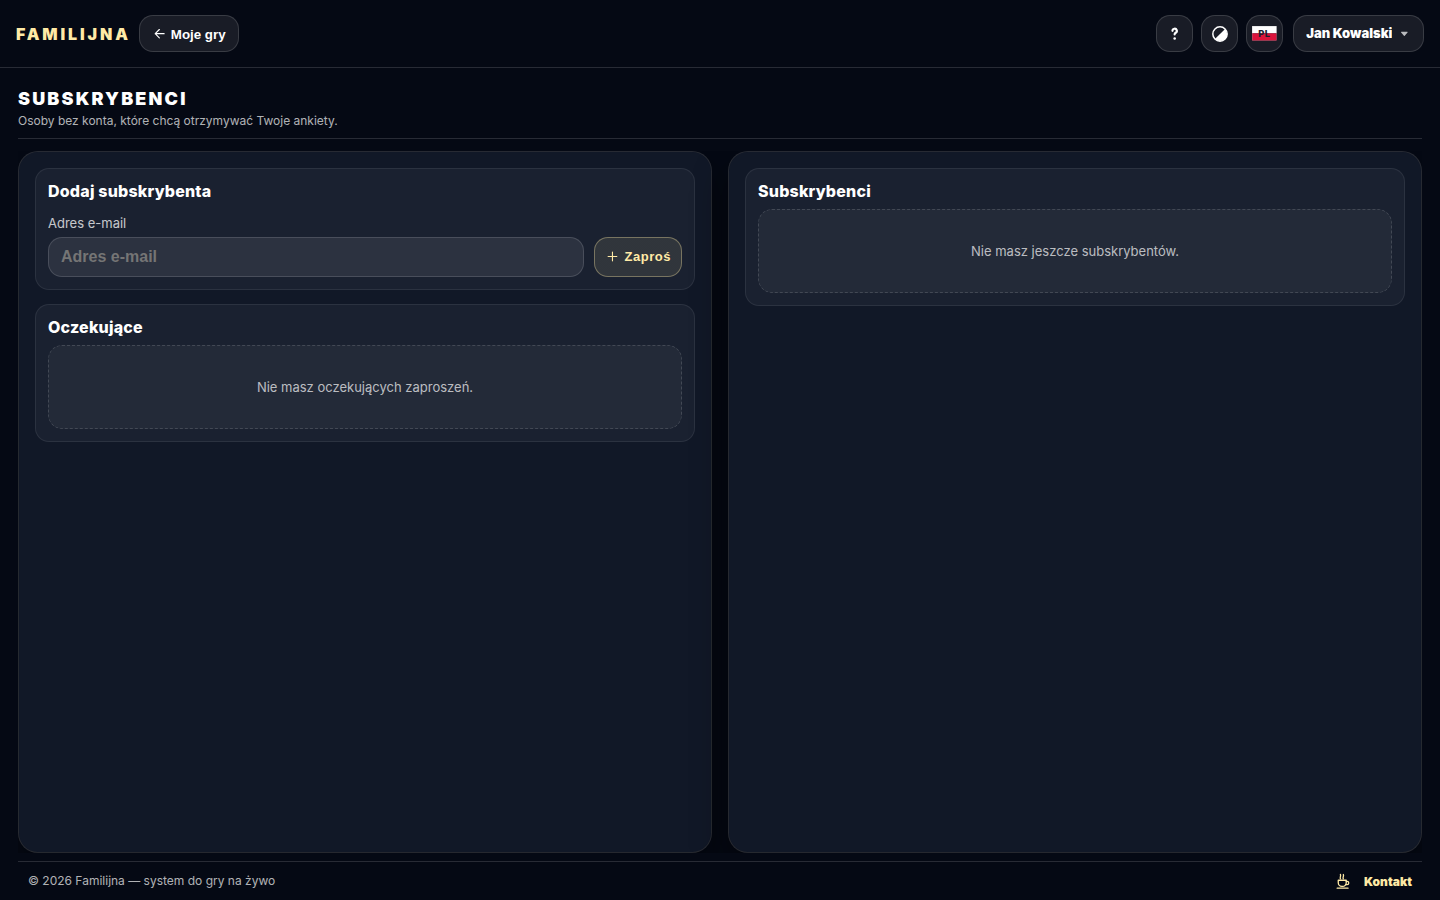 FAMILIJNA
← Moje gry
?
PL
Jan Kowalski
SUBSKRYBENCI
Osoby bez konta, które chcą otrzymywać Twoje ankiety.
Dodaj subskrybenta
Adres e-mail
Adres e-mail
+ Zaproś
Oczekujące
Nie masz oczekujących zaproszeń.
Subskrybenci
Nie masz jeszcze subskrybentów.
© 2026 Familijna — system do gry na żywo
Kontakt